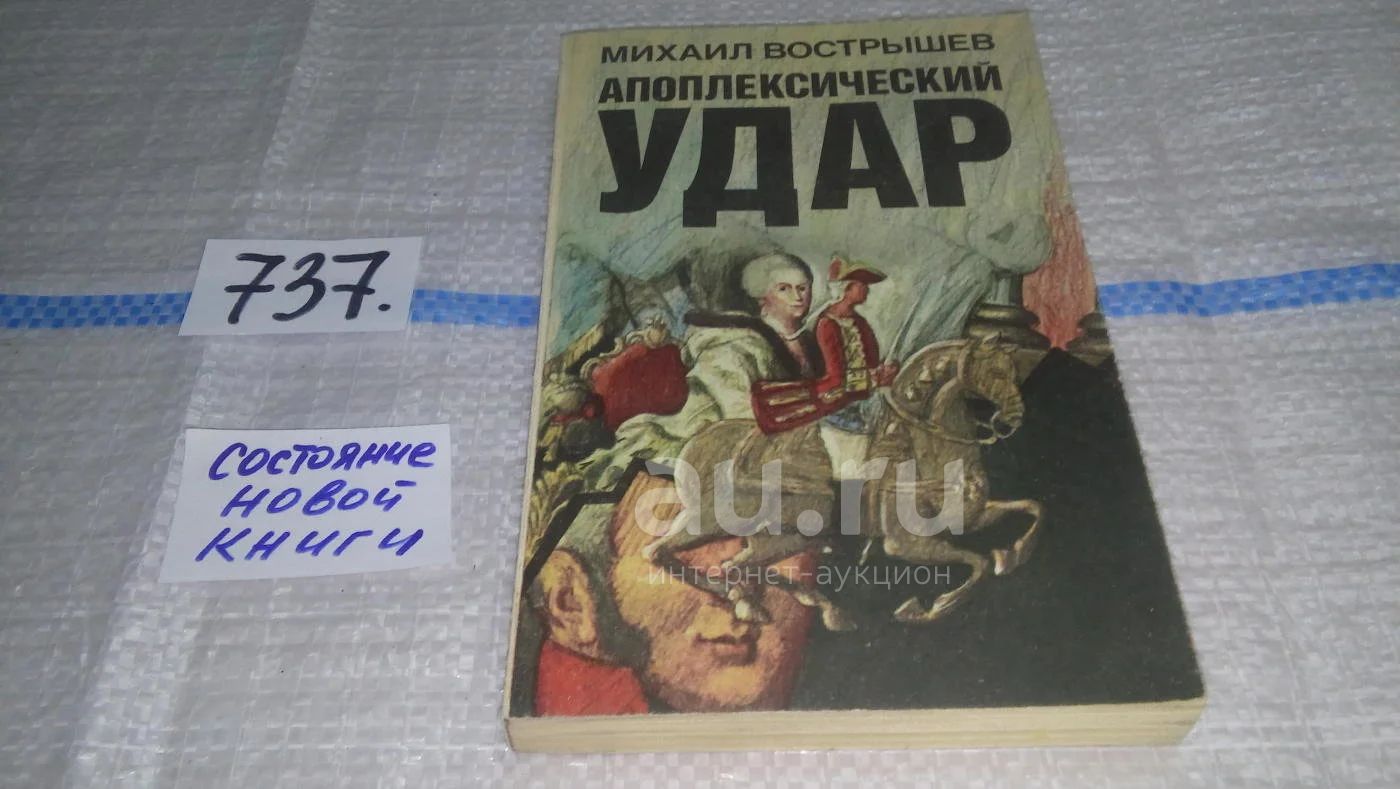 МИХАИЛ ВОСТРЫШЕВ
АПОПЛЕКСИЧЕСКИЙ
УДАР
737.
СОСТОЯНИЕ
НОВОЙ
КНИГИ
au.ru
интернет-аукцион